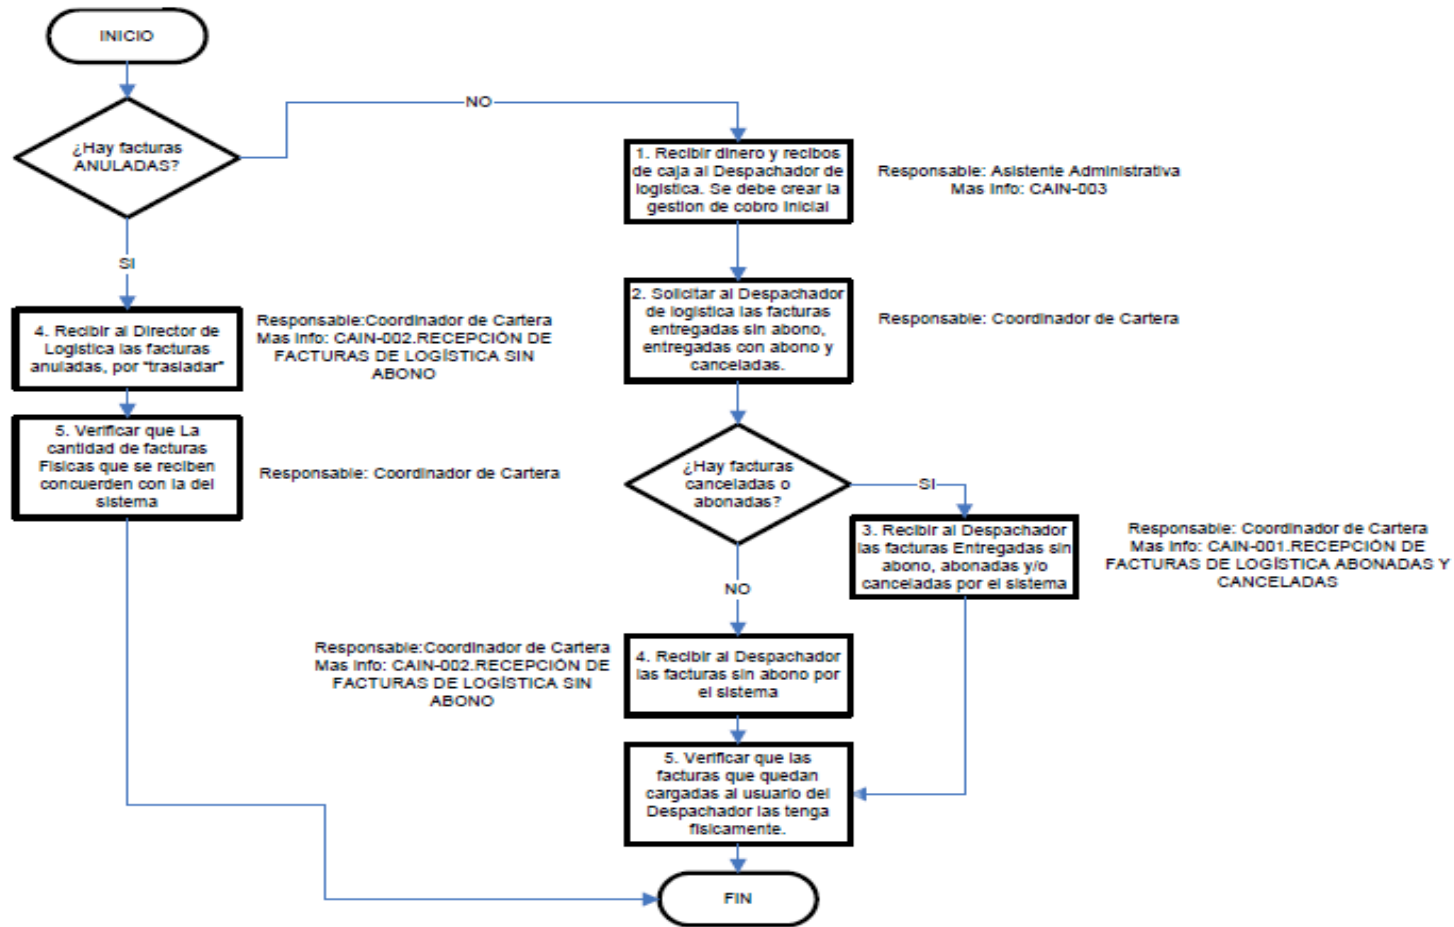 INICIO
¿Hay facturas
ANULADAS?
NO
1. Recibir dinero y recibos
de caja al Despachador de
logistica. Se debe crear la
gestion de cobro inicial
Responsable: Asistente Administrativa
Mas info: CAIN-003
SI
2. Solicitar al Despachador
de logistica las facturas
entregadas sin abono,
entregadas con abono y
canceladas.
Responsable: Coordinador de Cartera
4. Recibir al Director de
Logistica las facturas
anuladas, por "trasladar"
Responsable:Coordinador de Cartera
Mas info: CAIN-002.RECEPCIÓN DE
FACTURAS DE LOGÍSTICA SIN
ABONO
5. Verificar que La
cantidad de facturas
Fisicas que se reciben
concuerden con la del
sistema
Responsable: Coordinador de Cartera
¿Hay facturas
canceladas o
abonadas?
SI
3. Recibir al Despachador
las facturas Entregadas sin
abono, abonadas y/o
canceladas por el sistema
Responsable: Coordinador de Cartera
Mas info: CAIN-001.RECEPCIÓN DE
FACTURAS DE LOGÍSTICA ABONADAS Y
CANCELADAS
NO
Responsable:Coordinador de Cartera
Mas info: CAIN-002.RECEPCIÓN DE
FACTURAS DE LOGÍSTICA SIN
ABONO
4. Recibir al Despachador
las facturas sin abono por
el sistema
5. Verificar que las
facturas que quedan
cargadas al usuario del
Despachador las tenga
fisicamente.
FIN